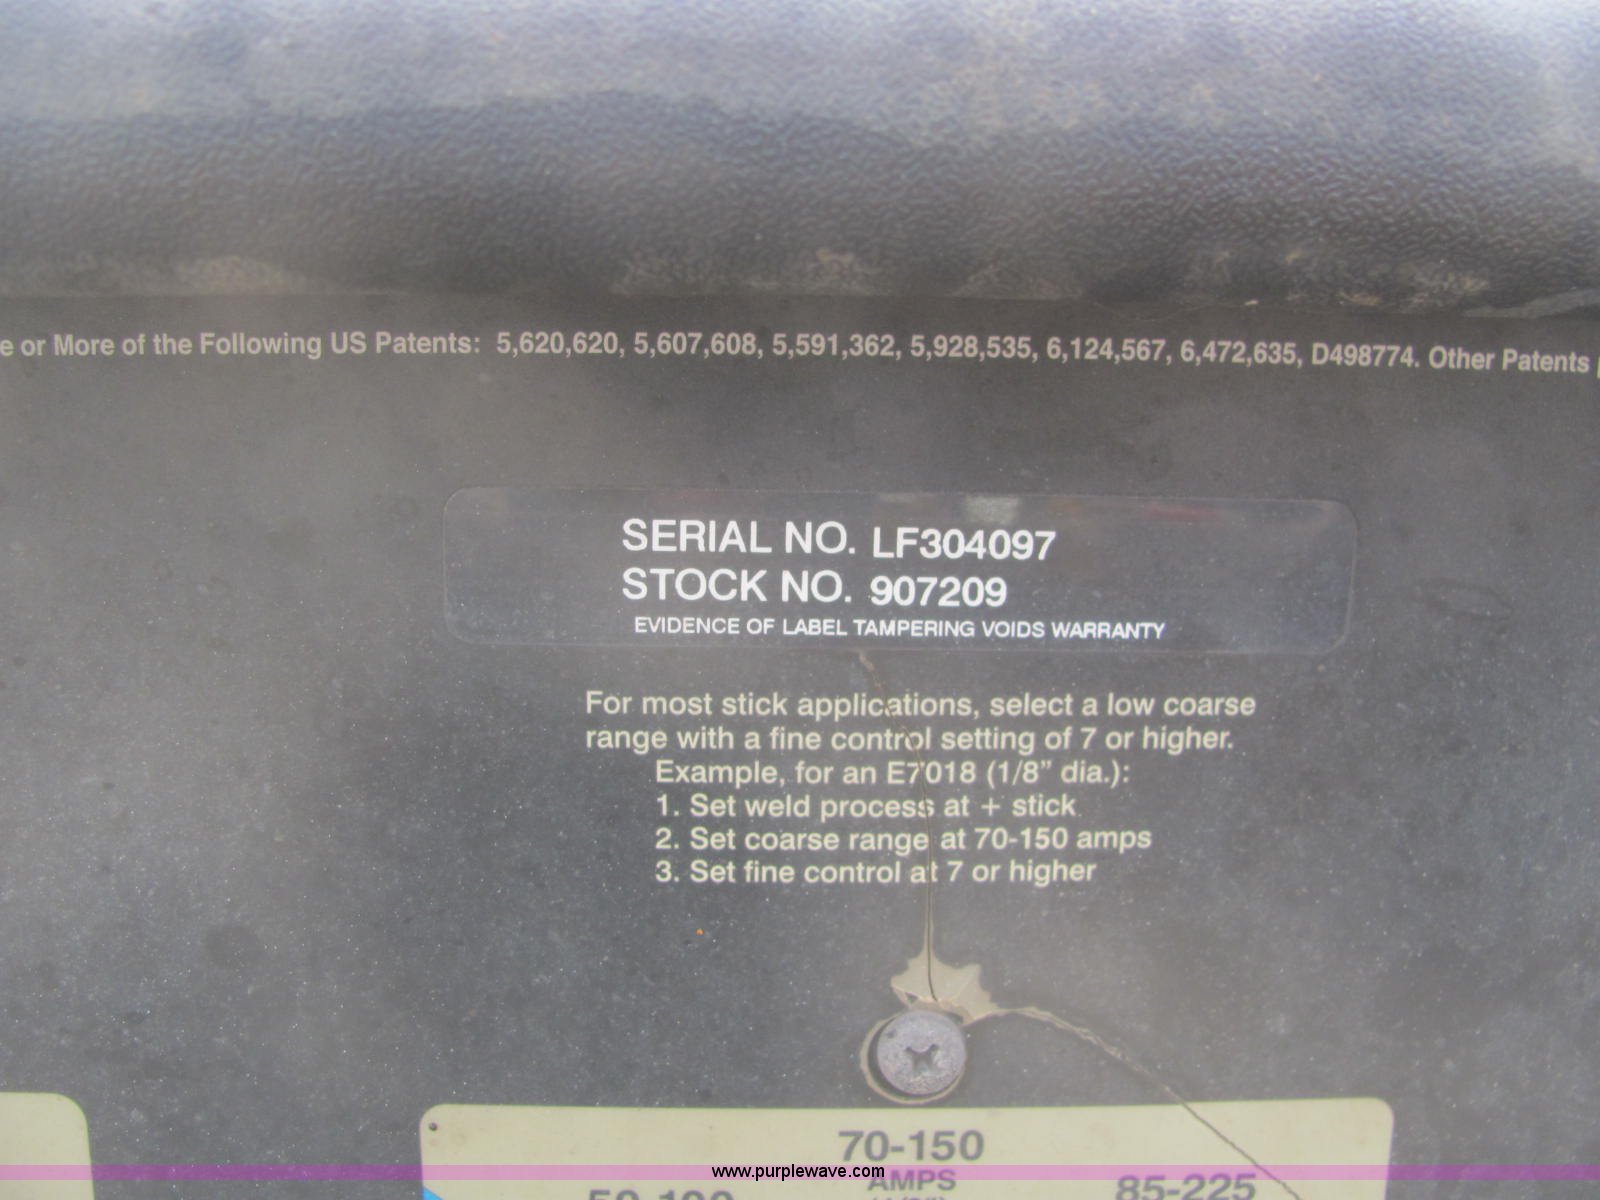 or More of the Following US Patents: 5,620,620, 5,607,608, 5,591,362, 5,928,535, 6,124,567, 6,472,635, D498774. Other Patents
SERIAL NO. LF304097
STOCK NO. 907209
EVIDENCE OF LABEL TAMPERING VOIDS WARRANTY
For most stick applications, select a low coarse
range with a fine control setting of 7 or higher.
Example, for an E7018 (1/8" dia.):
1. Set weld process at + stick
2. Set coarse range at 70-150 amps
3. Set fine control at 7 or higher
70-150
AMPS
85-225
www.purplewave.com